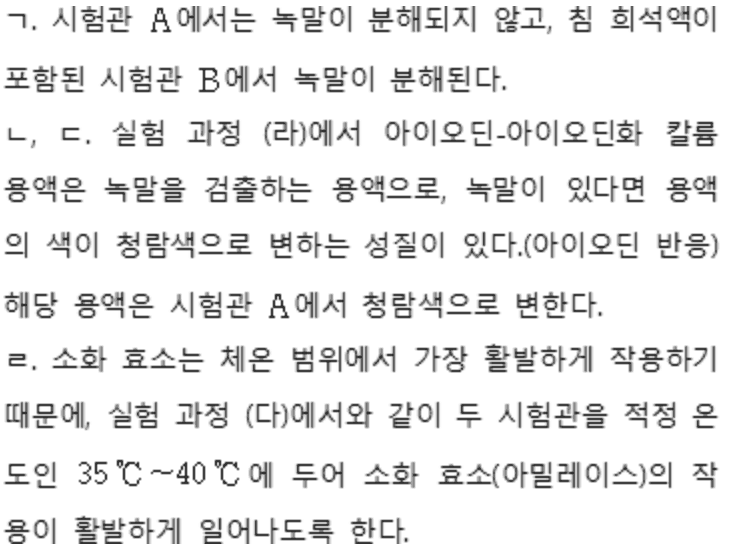 ㄱ. 시험관 A에서는 녹말이 분해되지 않고, 침 희석액이
포함된 시험관 B에서 녹말이 분해된다.
ㄴ, ㄷ. 실험 과정 (라)에서 아이오딘-아이오딘화 칼륨
용액은 녹말을 검출하는 용액으로, 녹말이 있다면 용액
의 색이 청람색으로 변하는 성질이 있다.(아이오딘 반응)
해당 용액은 시험관 A에서 청람색으로 변한다.
ㄹ. 소화 효소는 체온 범위에서 가장 활발하게 작용하기
때문에, 실험 과정 (다)에서와 같이 두 시험관을 적정 온
도인 35℃~40℃에 두어 소화 효소(아밀레이스)의 작
용이 활발하게 일어나도록 한다.